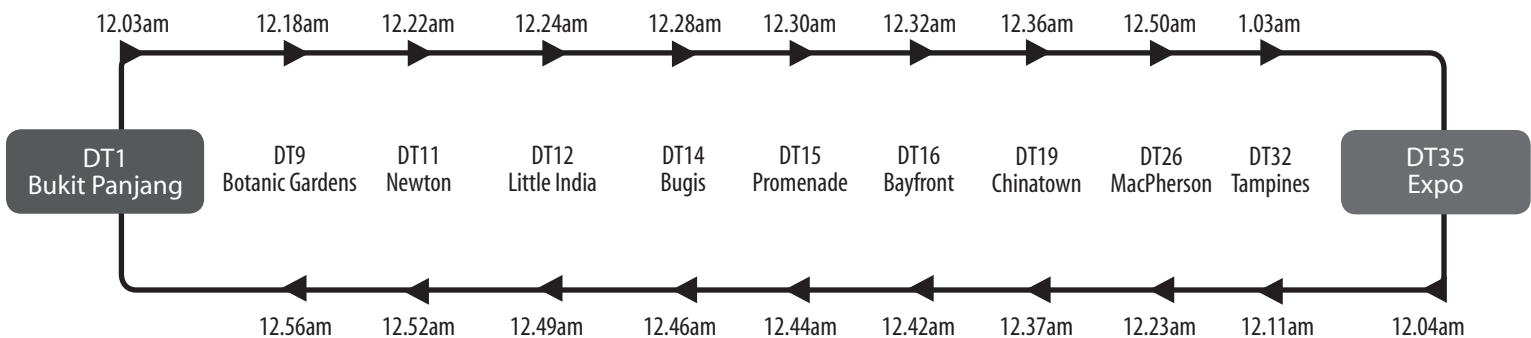 12.03am 12.18am 12.22am 12.24am 12.28am 12.30am 12.32am 12.36am 12.50am 1.03am
DT1 DT9 DT11 DT12 DT14 DT15 DT16 DT19 DT26 DT32 DT35
Bukit Panjang Botanic Gardens Newton Little India Bugis Promenade Bayfront Chinatown MacPherson Tampines Expo
12.56am 12.52am 12.49am 12.46am 12.44am 12.42am 12.37am 12.23am 12.11am 12.04am